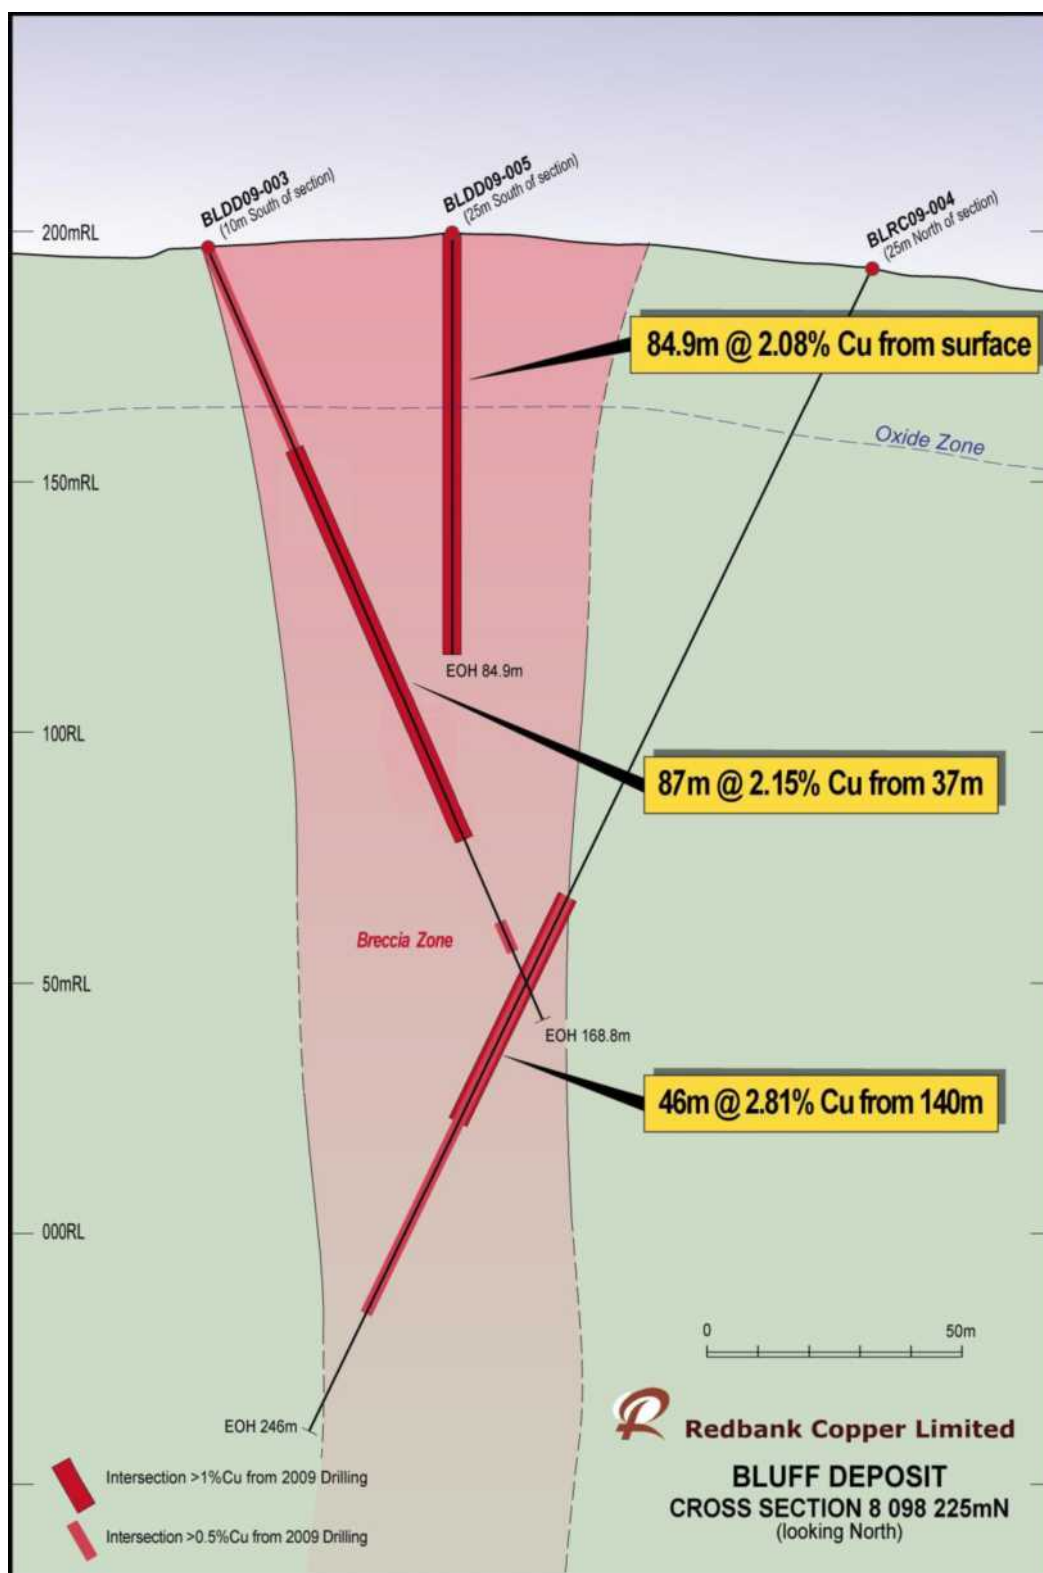 BLDD09-003
(10m South of section)
BLDD09-005
(25m South of section)
BLRC09-004
(25m North of section)
200mRL
84.9m @ 2.08% Cu from surface
Oxide Zone
150mRL
EOH 84.9m
100RL
87m @ 2.15% Cu from 37m
Breccia Zone
50mRL
EOH 168.8m
46m @ 2.81% Cu from 140m
000RL
0 50m
EOH 246m
Redbank Copper Limited
Intersection >1%Cu from 2009 Drilling
Intersection >0.5%Cu from 2009 Drilling
BLUFF DEPOSIT
CROSS SECTION 8 098 225mN
(looking North)